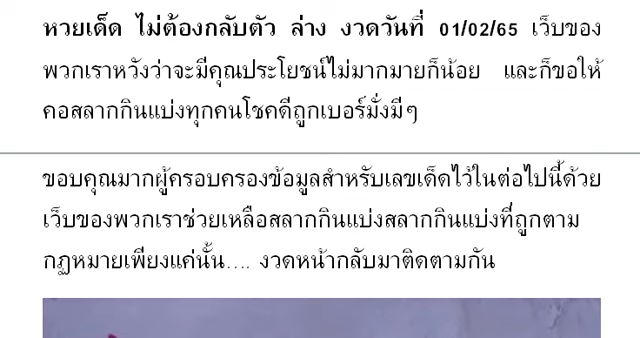 หวยเด็ด ไม่ต้องกลับตัว ล่าง งวดวันที่ 01/02/65 เว็บของ
พวกเราหวังว่าจะมีคุณประโยชน์ไม่มากมายก็น้อย และก็ขอให้
คอสลากกินแบ่งทุกคนโชคดีถูกเบอร์มั่งมีๆ
ขอบคุณมากผู้ครอบครองข้อมูลสำหรับเลขเด็ดไว้ในต่อไปนี้ด้วย
เว็บของพวกเราช่วยเหลือสลากกินแบ่งสลากกินแบ่งที่ถูกตาม
กฏหมายเพียงแค่นั้น.... งวดหน้ากลับมาติดตามกัน